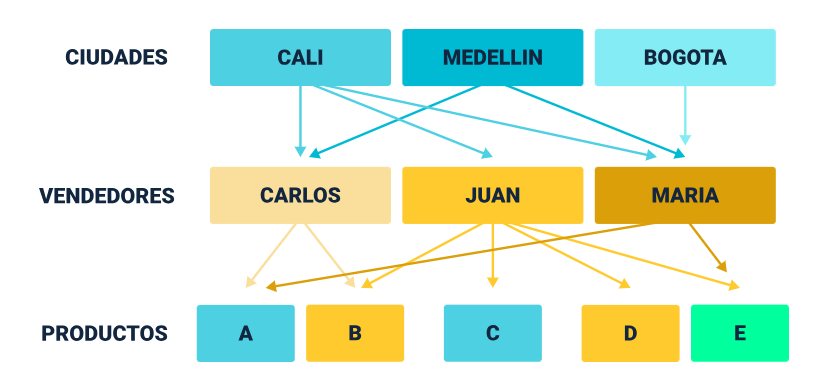 CIUDADES CALI MEDELLIN BOGOTA
VENDEDORES CARLOS JUAN MARIA
PRODUCTOS A B C D E